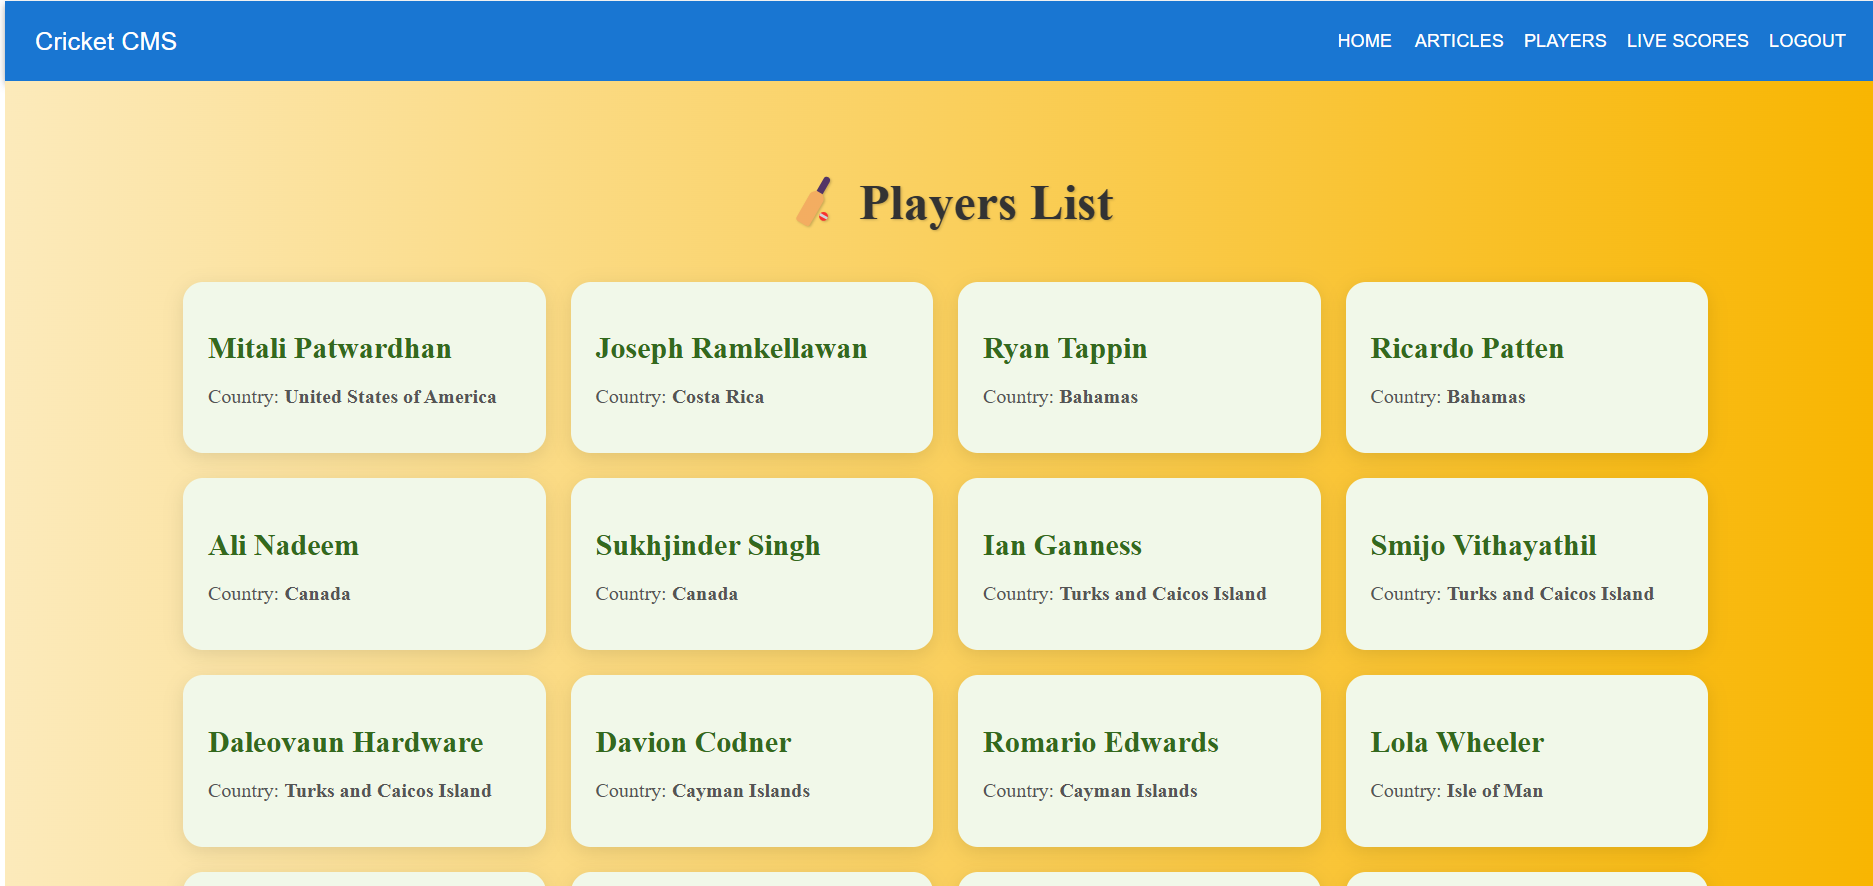 Cricket CMS
HOME ARTICLES PLAYERS LIVE SCORES LOGOUT
Players List
Mitali Patwardhan
Country: United States of America
Joseph Ramkellawan
Country: Costa Rica
Ryan Tappin
Country: Bahamas
Ricardo Patten
Country: Bahamas
Ali Nadeem
Country: Canada
Sukhjinder Singh
Country: Canada
Ian Ganness
Country: Turks and Caicos Island
Smijo Vithayathil
Country: Turks and Caicos Island
Daleovaun Hardware
Country: Turks and Caicos Island
Davion Codner
Country: Cayman Islands
Romario Edwards
Country: Cayman Islands
Lola Wheeler
Country: Isle of Man